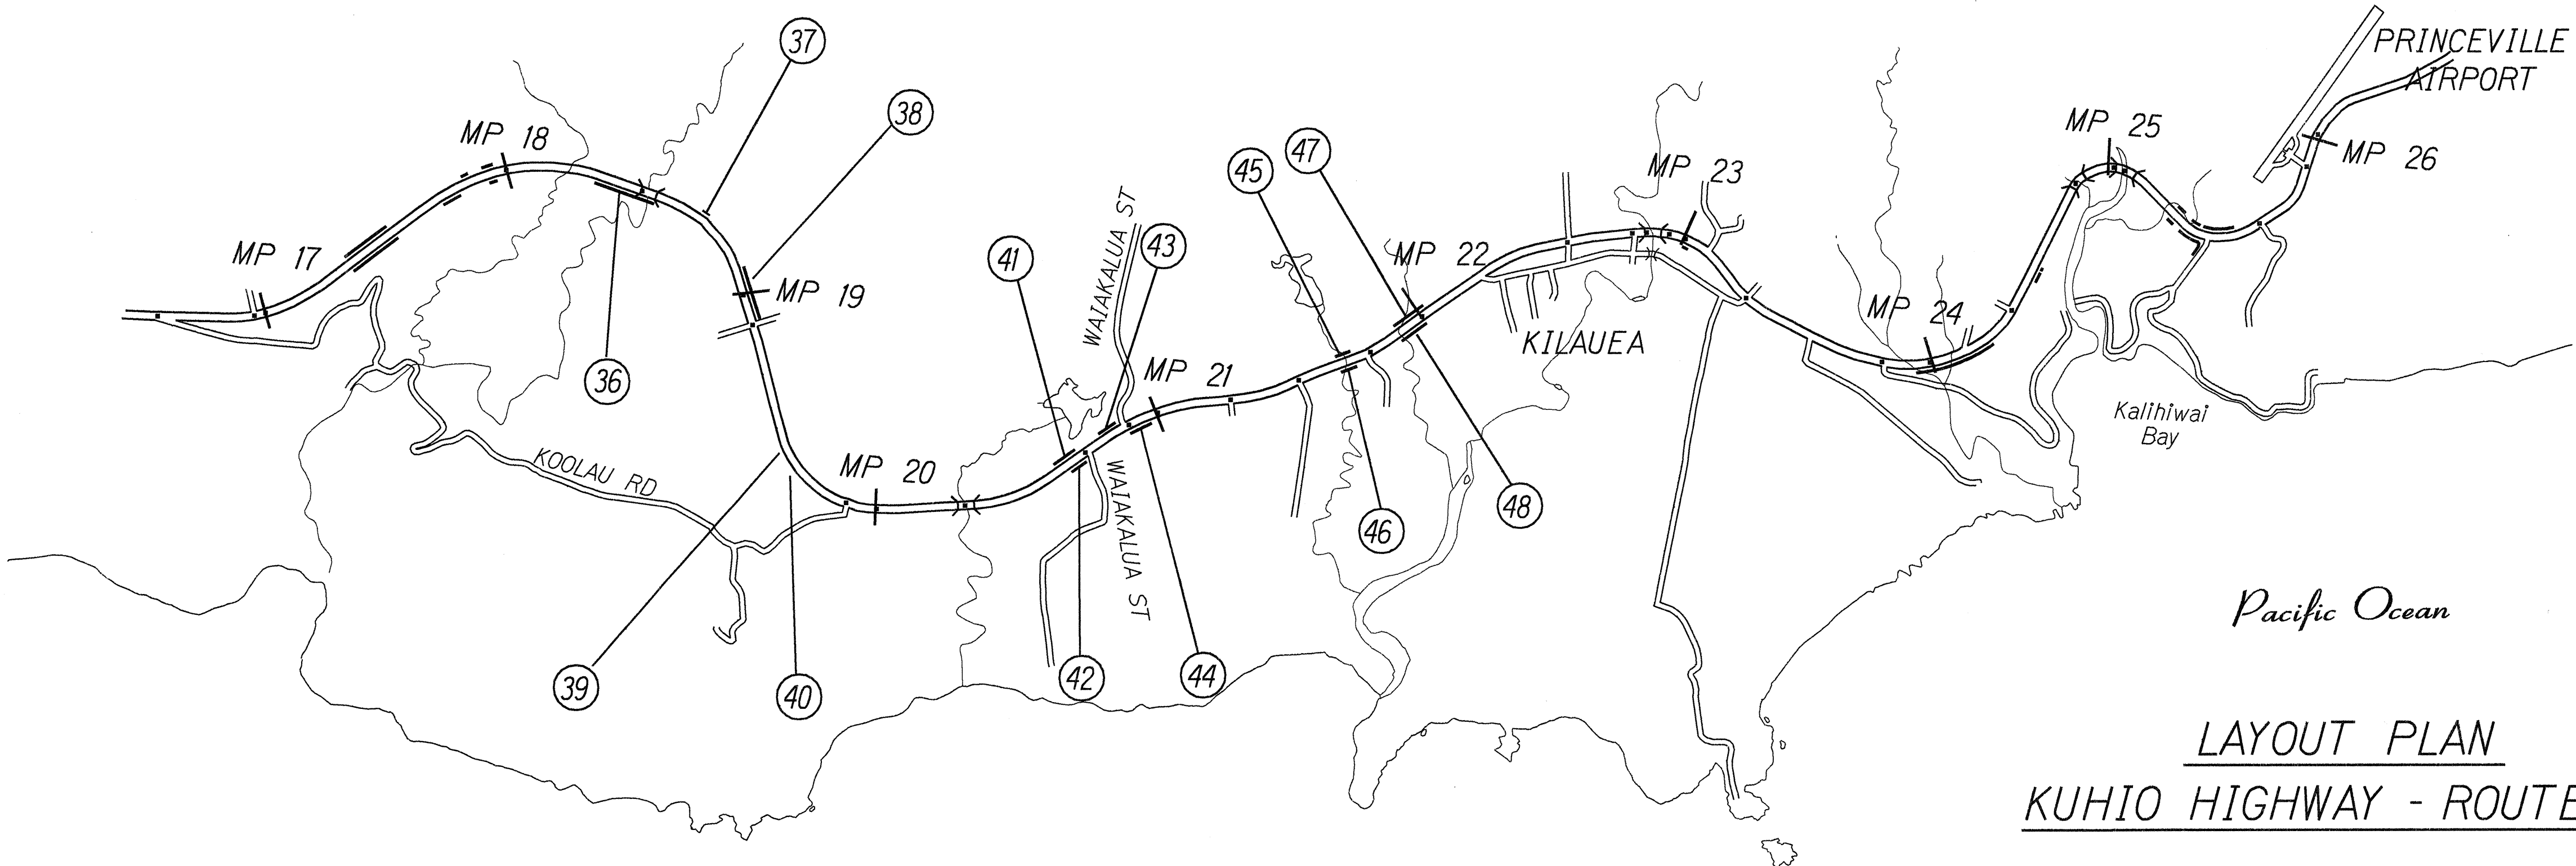 37
PRINCEVILLE
AIRPORT
38
MP 18
MP 25
MP 26
45
47
MP 23
MP 17
41
43
WAIAKALUA ST
MP 22
MP 19
MP 24
KILAUEA
36
MP 21
Kalihiwai
Bay
KOOLAU RD
MP 20
WAIAKALUA ST
46
48
Pacific Ocean
39
40
42
44
LAYOUT PLAN
KUHIO HIGHWAY - ROUTE